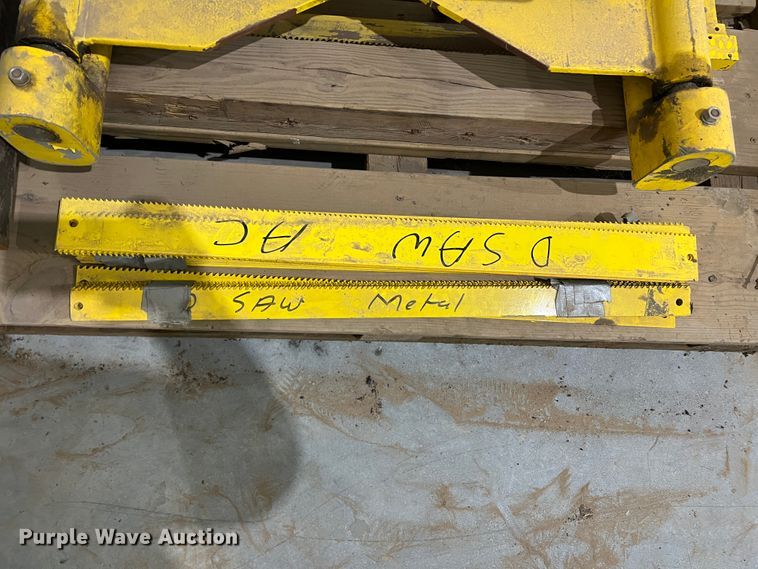 D SAW AC
D SAW Metal
Purple Wave Auction